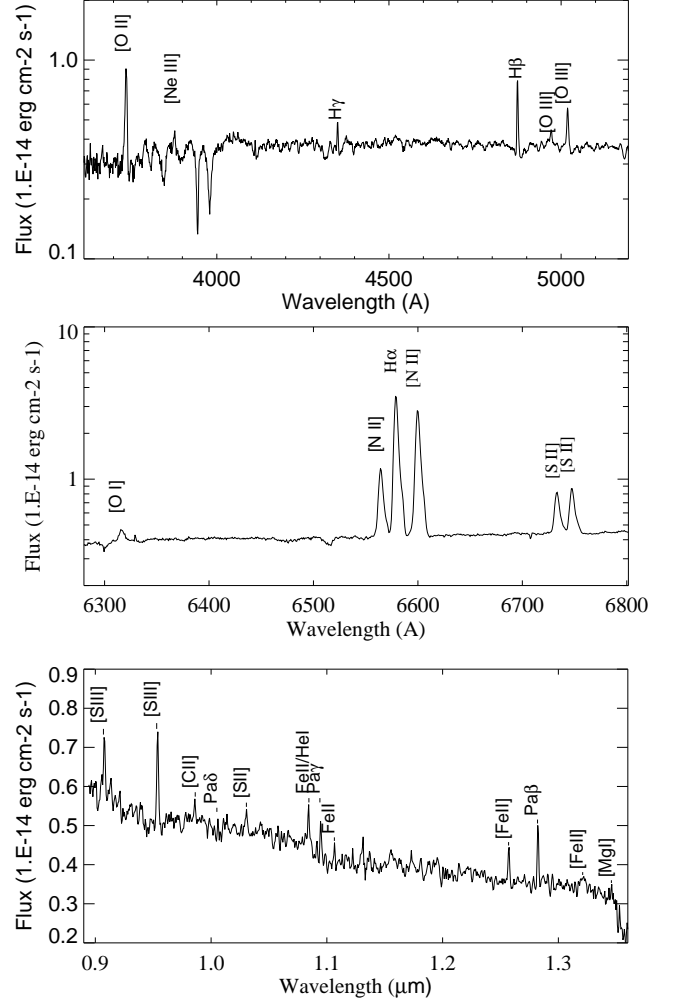 [O II]
[Ne III]
Hγ
Hβ
[O III]
[O III]
1.0
0.1
Flux (1.E-14 erg cm-2 s-1)
4000 4500 5000
Wavelength (A)
10
1
Flux (1.E-14 erg cm-2 s-1)
[O I]
[N II]
Hα
[N II]
[S II]
[S II]
6300 6400 6500 6600 6700 6800
Wavelength (A)
0.9
0.8
0.7
0.6
0.5
0.4
0.3
0.2
Flux (1.E-14 erg cm-2 s-1)
[SIII]
[SIII]
[CII]
Paδ
[SII]
FeII/HeI
Paγ
FeII
[FeII]
Paβ
[FeII]
[MgI]
0.9 1.0 1.1 1.2 1.3
Wavelength (μm)